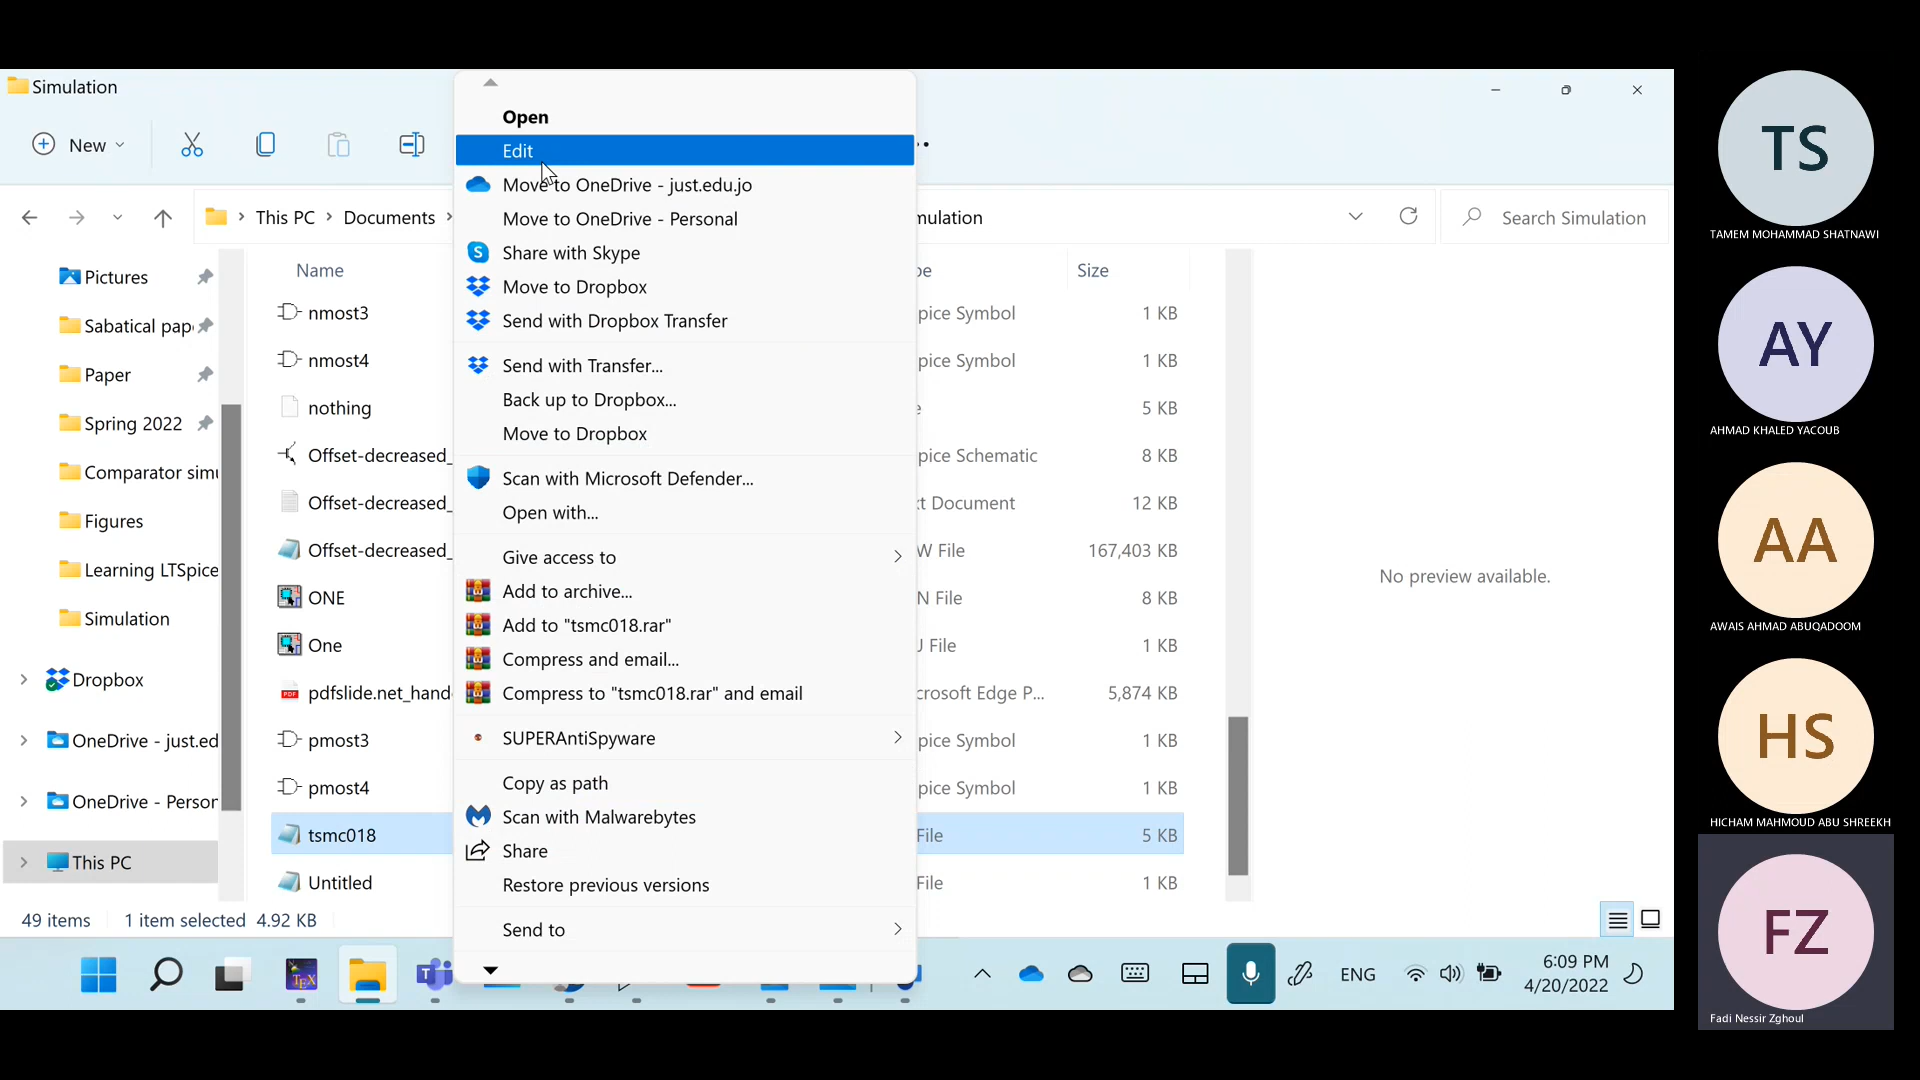 Simulation
New
This PC
Documents
mulation
Search Simulation
Pictures
Sabatical pap
Paper
Spring 2022
Comparator simu
Figures
Learning LTSpice
Simulation
Dropbox
OneDrive - just.ed
OneDrive - Person
This PC
Name
Size
nmost3
pice Symbol
1 KB
nmost4
pice Symbol
1 KB
nothing
5 KB
Offset-decreased_
pice Schematic
8 KB
Offset-decreased_
t Document
12 KB
Offset-decreased_
W File
167,403 KB
ONE
N File
8 KB
One
J File
1 KB
pdfslide.net_hand
crosoft Edge P...
5,874 KB
pmost3
pice Symbol
1 KB
pmost4
pice Symbol
1 KB
tsmc018
File
5 KB
Untitled
File
1 KB
Open
Edit
Move to OneDrive - just.edu.jo
Move to OneDrive - Personal
Share with Skype
Move to Dropbox
Send with Dropbox Transfer
Send with Transfer...
Back up to Dropbox...
Move to Dropbox
Scan with Microsoft Defender...
Open with...
Give access to
Add to archive...
Add to "tsmc018.rar"
Compress and email...
Compress to "tsmc018.rar" and email
SUPERAntiSpyware
Copy as path
Scan with Malwarebytes
Share
Restore previous versions
Send to
No preview available.
49 items
1 item selected 4.92 KB
TEX
T
ENG
6:09 PM
4/20/2022
TS
TAMEM MOHAMMAD SHATNAWI
AY
AHMAD KHALED YACOUB
AA
AWAIS AHMAD ABUQADOOM
HS
HICHAM MAHMOUD ABU SHREEKH
FZ
Fadi Nessir Zghoul